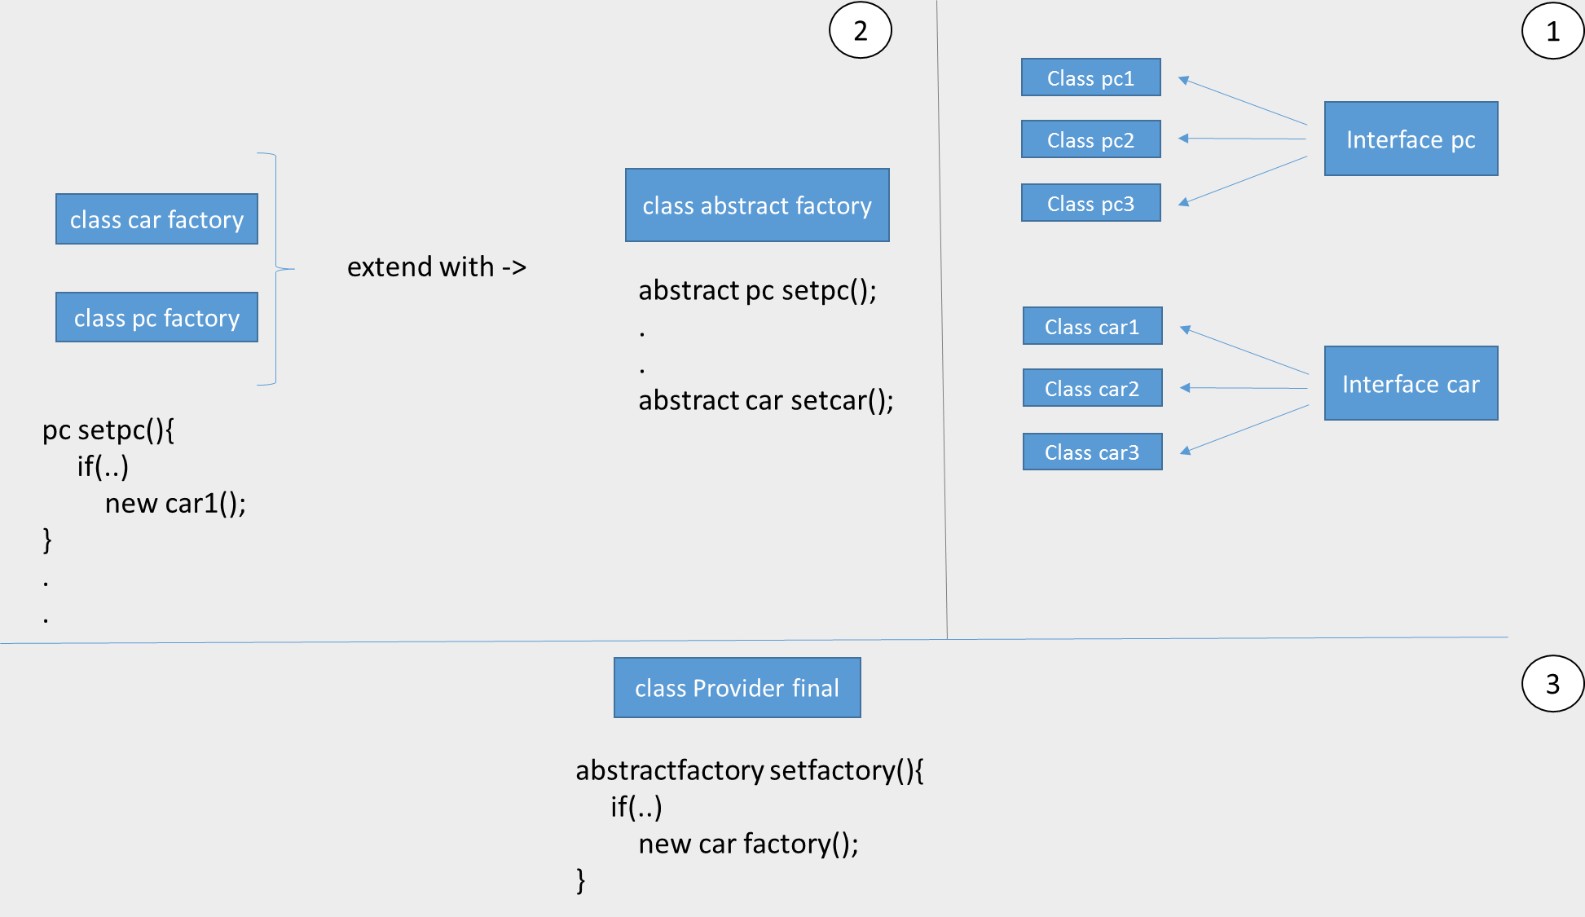 2
class car factory
class pc factory
extend with ->
class abstract factory
abstract pc setpc();
.
.
abstract car setcar();
pc setpc(){
if(..)
new car1();
}
.
.
1
Class pc1
Class pc2
Class pc3
Interface pc
Class car1
Class car2
Class car3
Interface car
3
class Provider final
abstractfactory setfactory(){
if(..)
new car factory();
}